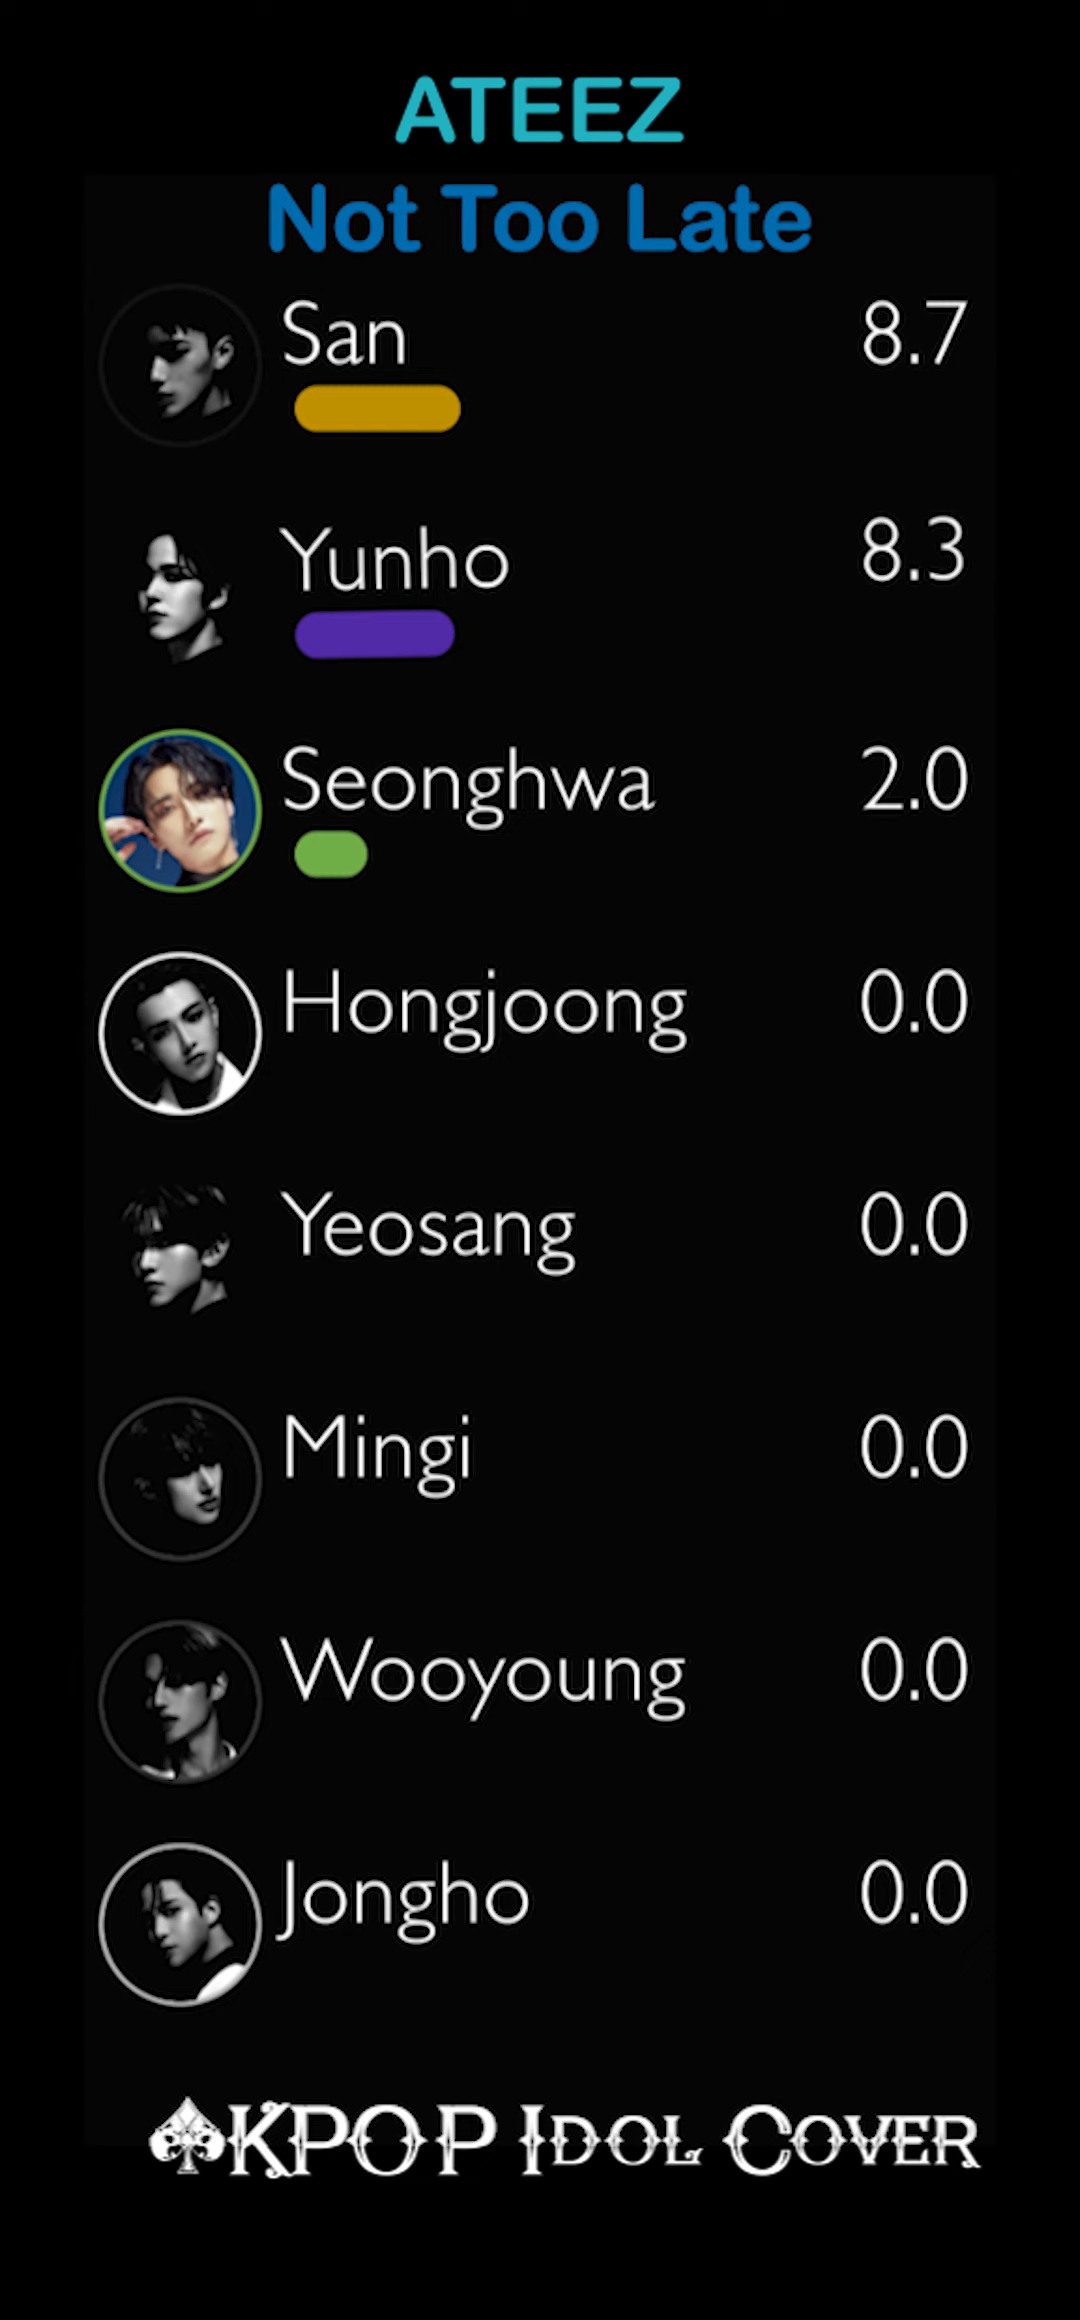 ATEEZ
Not Too Late
San 8.7
Yunho 8.3
Seonghwa 2.0
Hongjoong 0.0
Yeosang 0.0
Mingi 0.0
Wooyoung 0.0
Jongho 0.0
KPOP IDOL COVER